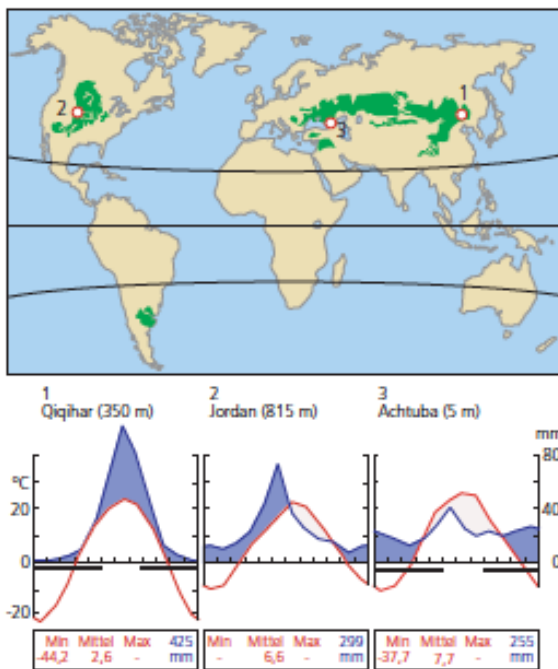 1
2
3
1
2
3
Qiqihar (350 m)
Jordan (815 m)
Achtuba (5 m)
mm
80
°C
20
40
0
0
-20
Min Mittel Max 425
-44,2 2,6 - mm
Min Mittel Max 299
- 6,6 - mm
Min Mittel Max 255
-37,7 7,7 - mm